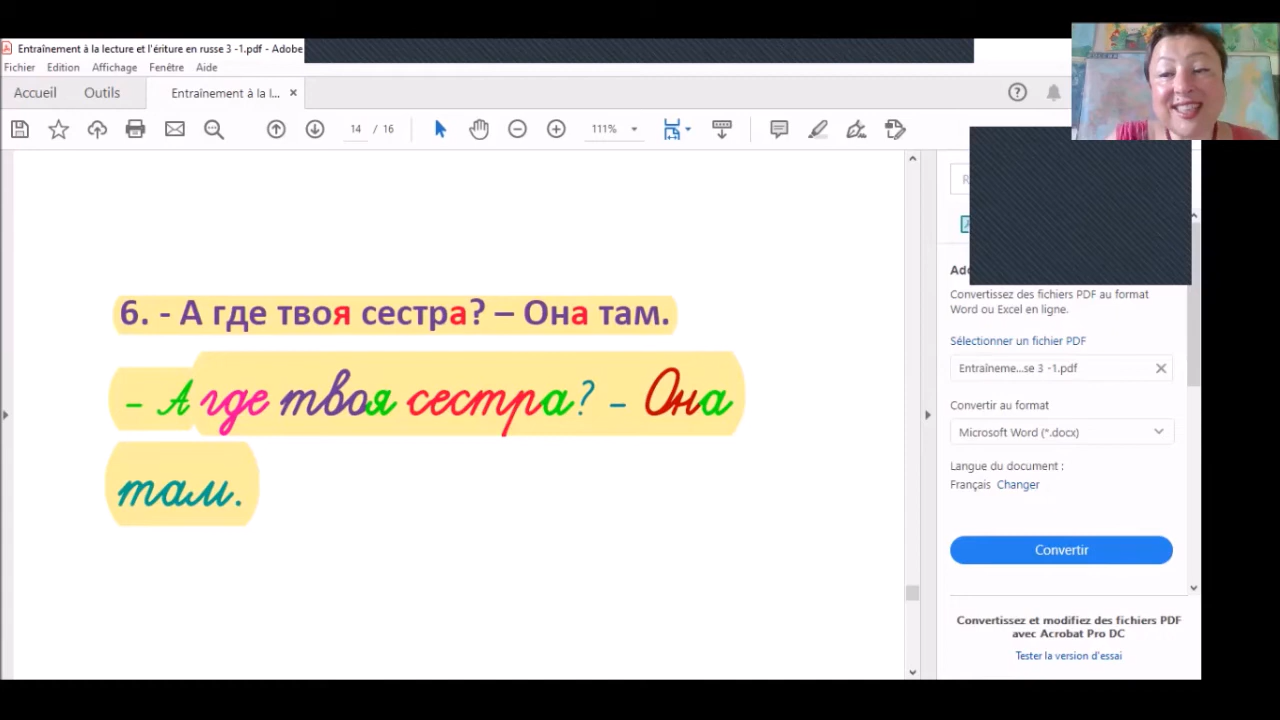 Entraînement à la lecture et l'ériture en russe 3 -1.pdf - Adobe
Fichier Edition Affichage Fenêtre Aide
Accueil Outils Entraînement à la l... ×
14 / 16 111%
6. - А где твоя сестра? – Она там.
- А где твоя сестра? – Она
там.
Convertissez des fichiers PDF au format
Word ou Excel en ligne.
Sélectionner un fichier PDF
Entraîneme...se 3 -1.pdf
Convertir au format
Microsoft Word (*.docx)
Langue du document :
Français Changer
Convertir
Convertissez et modifiez des fichiers PDF
avec Acrobat Pro DC
Tester la version d'essai